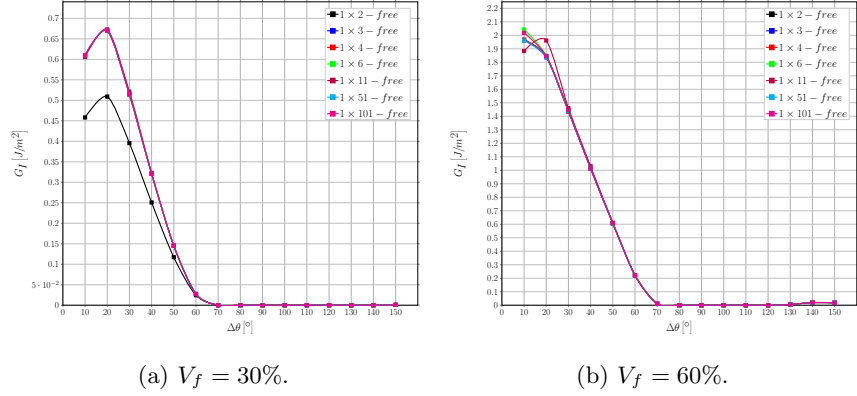 0.7
0.65
0.6
0.55
0.5
0.45
0.4
0.35
0.3
0.25
0.2
0.15
0.1
5 · 10⁻²
0
G_I [J/m²]
0 10 20 30 40 50 60 70 80 90 100 110 120 130 140 150
Δθ [°]
1 × 2 − free
1 × 3 − free
1 × 4 − free
1 × 6 − free
1 × 11 − free
1 × 51 − free
1 × 101 − free
(a) V_f = 30%.
2.2
2.1
2
1.9
1.8
1.7
1.6
1.5
1.4
1.3
1.2
1.1
1
0.9
0.8
0.7
0.6
0.5
0.4
0.3
0.2
0.1
0
G_I [J/m²]
0 10 20 30 40 50 60 70 80 90 100 110 120 130 140 150
Δθ [°]
1 × 2 − free
1 × 3 − free
1 × 4 − free
1 × 6 − free
1 × 11 − free
1 × 51 − free
1 × 101 − free
(b) V_f = 60%.